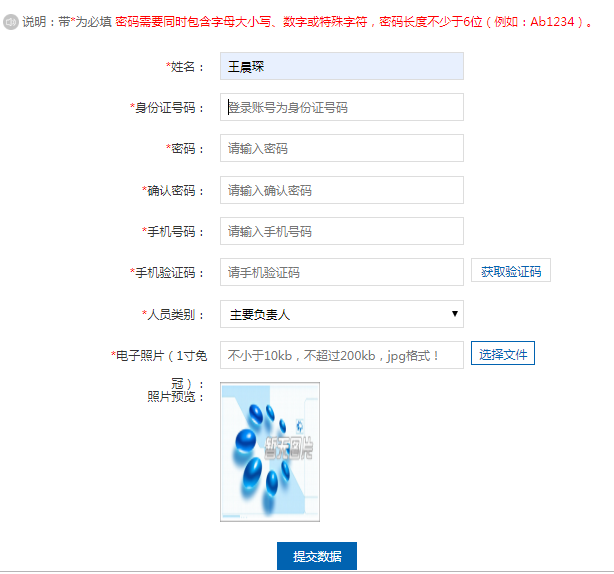 说明：带*为必填 密码需要同时包含字母大小写、数字或特殊字符，密码长度不少于6位（例如：Ab1234）。
*姓名： 王晨琛
*身份证号码： 登录账号为身份证号码
*密码： 请输入密码
*确认密码： 请输入确认密码
*手机号码： 请输入手机号码
*手机验证码： 请手机验证码 获取验证码
*人员类别： 主要负责人
*电子照片（1寸免 不小于10kb，不超过200kb，jpg格式！ 选择文件
冠）：
照片预览：
暂无图片
提交数据